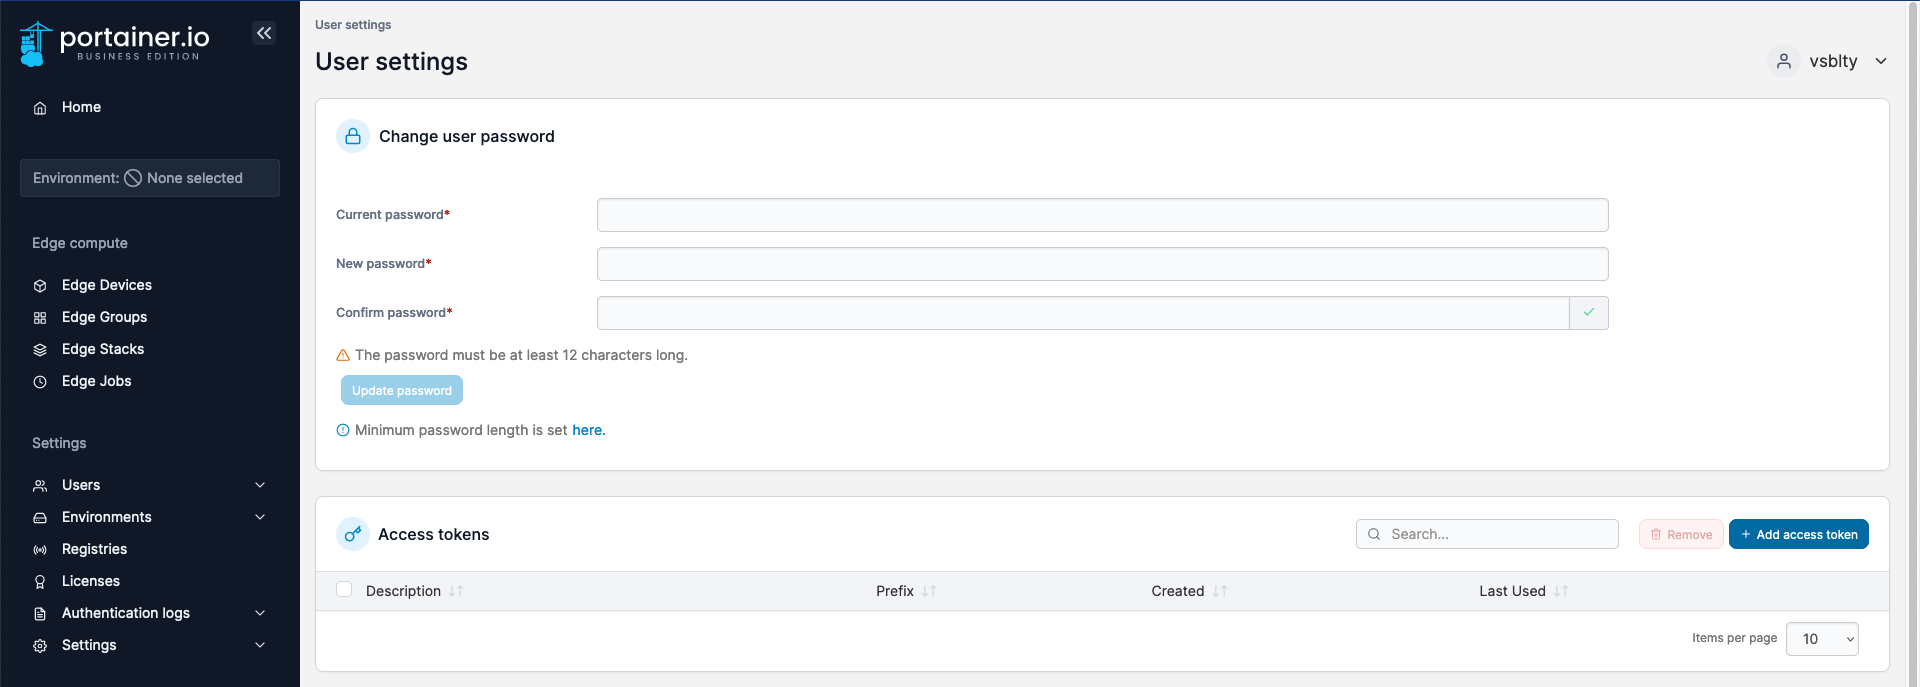 portainer.io
BUSINESS EDITION
Home
Environment: None selected
Edge compute
Edge Devices
Edge Groups
Edge Stacks
Edge Jobs
Settings
Users
Environments
Registries
Licenses
Authentication logs
Settings
User settings
User settings
vsblty
Change user password
Current password*
New password*
Confirm password*
The password must be at least 12 characters long.
Update password
Minimum password length is set here.
Access tokens
Search...
Remove
+ Add access token
Description
Prefix
Created
Last Used
Items per page 10